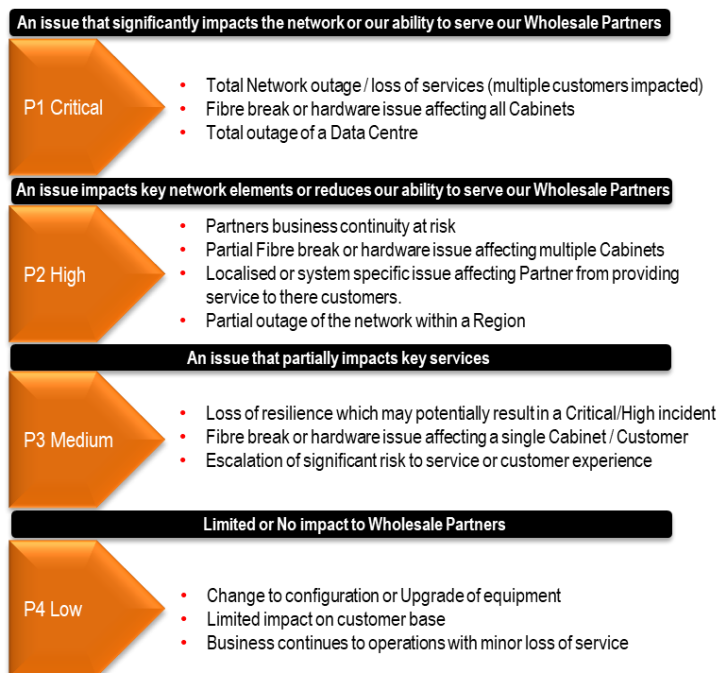 An issue that significantly impacts the network or our ability to serve our Wholesale Partners
P1 Critical
• Total Network outage / loss of services (multiple customers impacted)
• Fibre break or hardware issue affecting all Cabinets
• Total outage of a Data Centre
An issue impacts key network elements or reduces our ability to serve our Wholesale Partners
P2 High
• Partners business continuity at risk
• Partial Fibre break or hardware issue affecting multiple Cabinets
• Localised or system specific issue affecting Partner from providing
service to there customers.
• Partial outage of the network within a Region
An issue that partially impacts key services
P3 Medium
• Loss of resilience which may potentially result in a Critical/High incident
• Fibre break or hardware issue affecting a single Cabinet / Customer
• Escalation of significant risk to service or customer experience
Limited or No impact to Wholesale Partners
P4 Low
• Change to configuration or Upgrade of equipment
• Limited impact on customer base
• Business continues to operations with minor loss of service